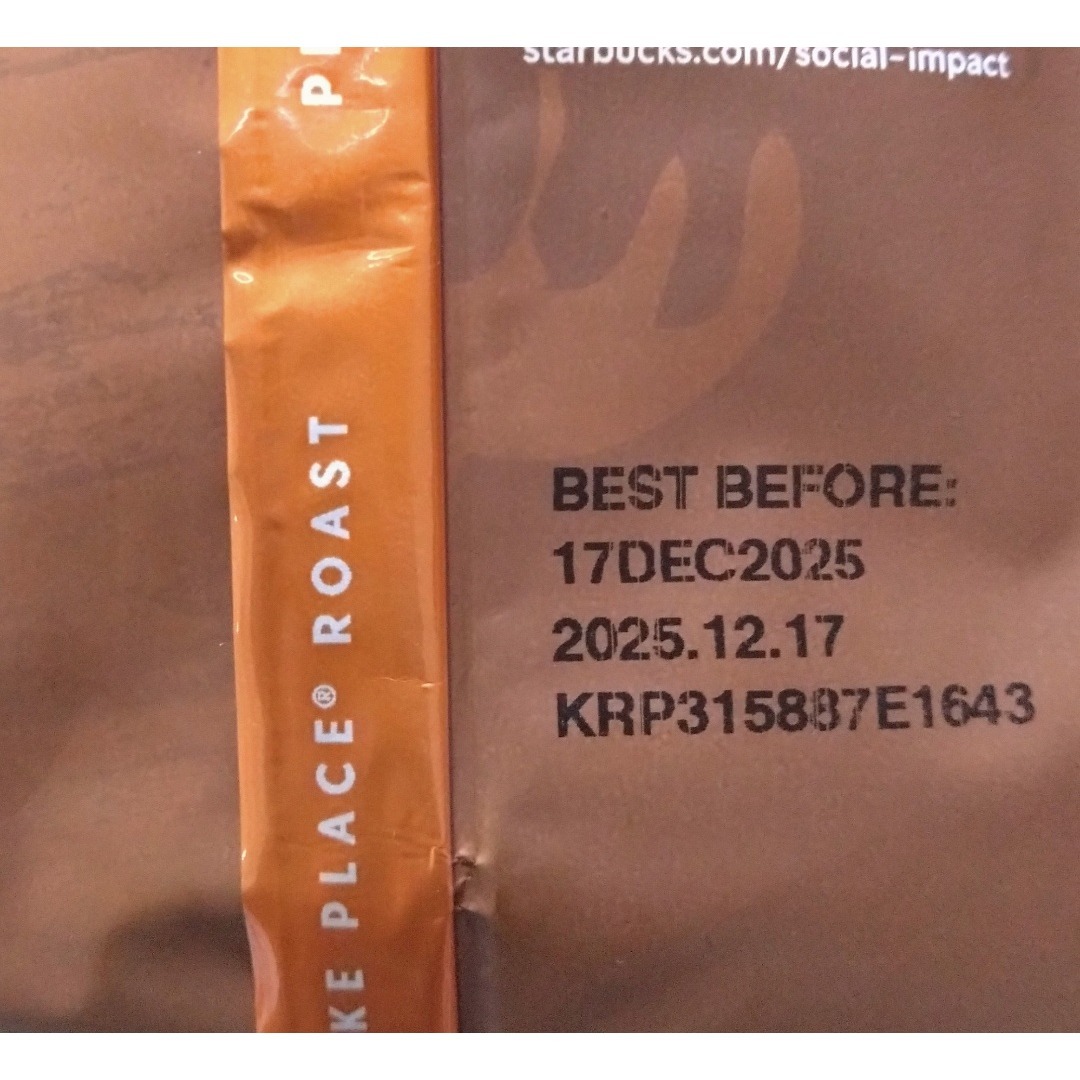 starbucks.com/social-impact
KE PLACE® ROAST
BEST BEFORE:
17DEC2025
2025.12.17
KRP315887E1643